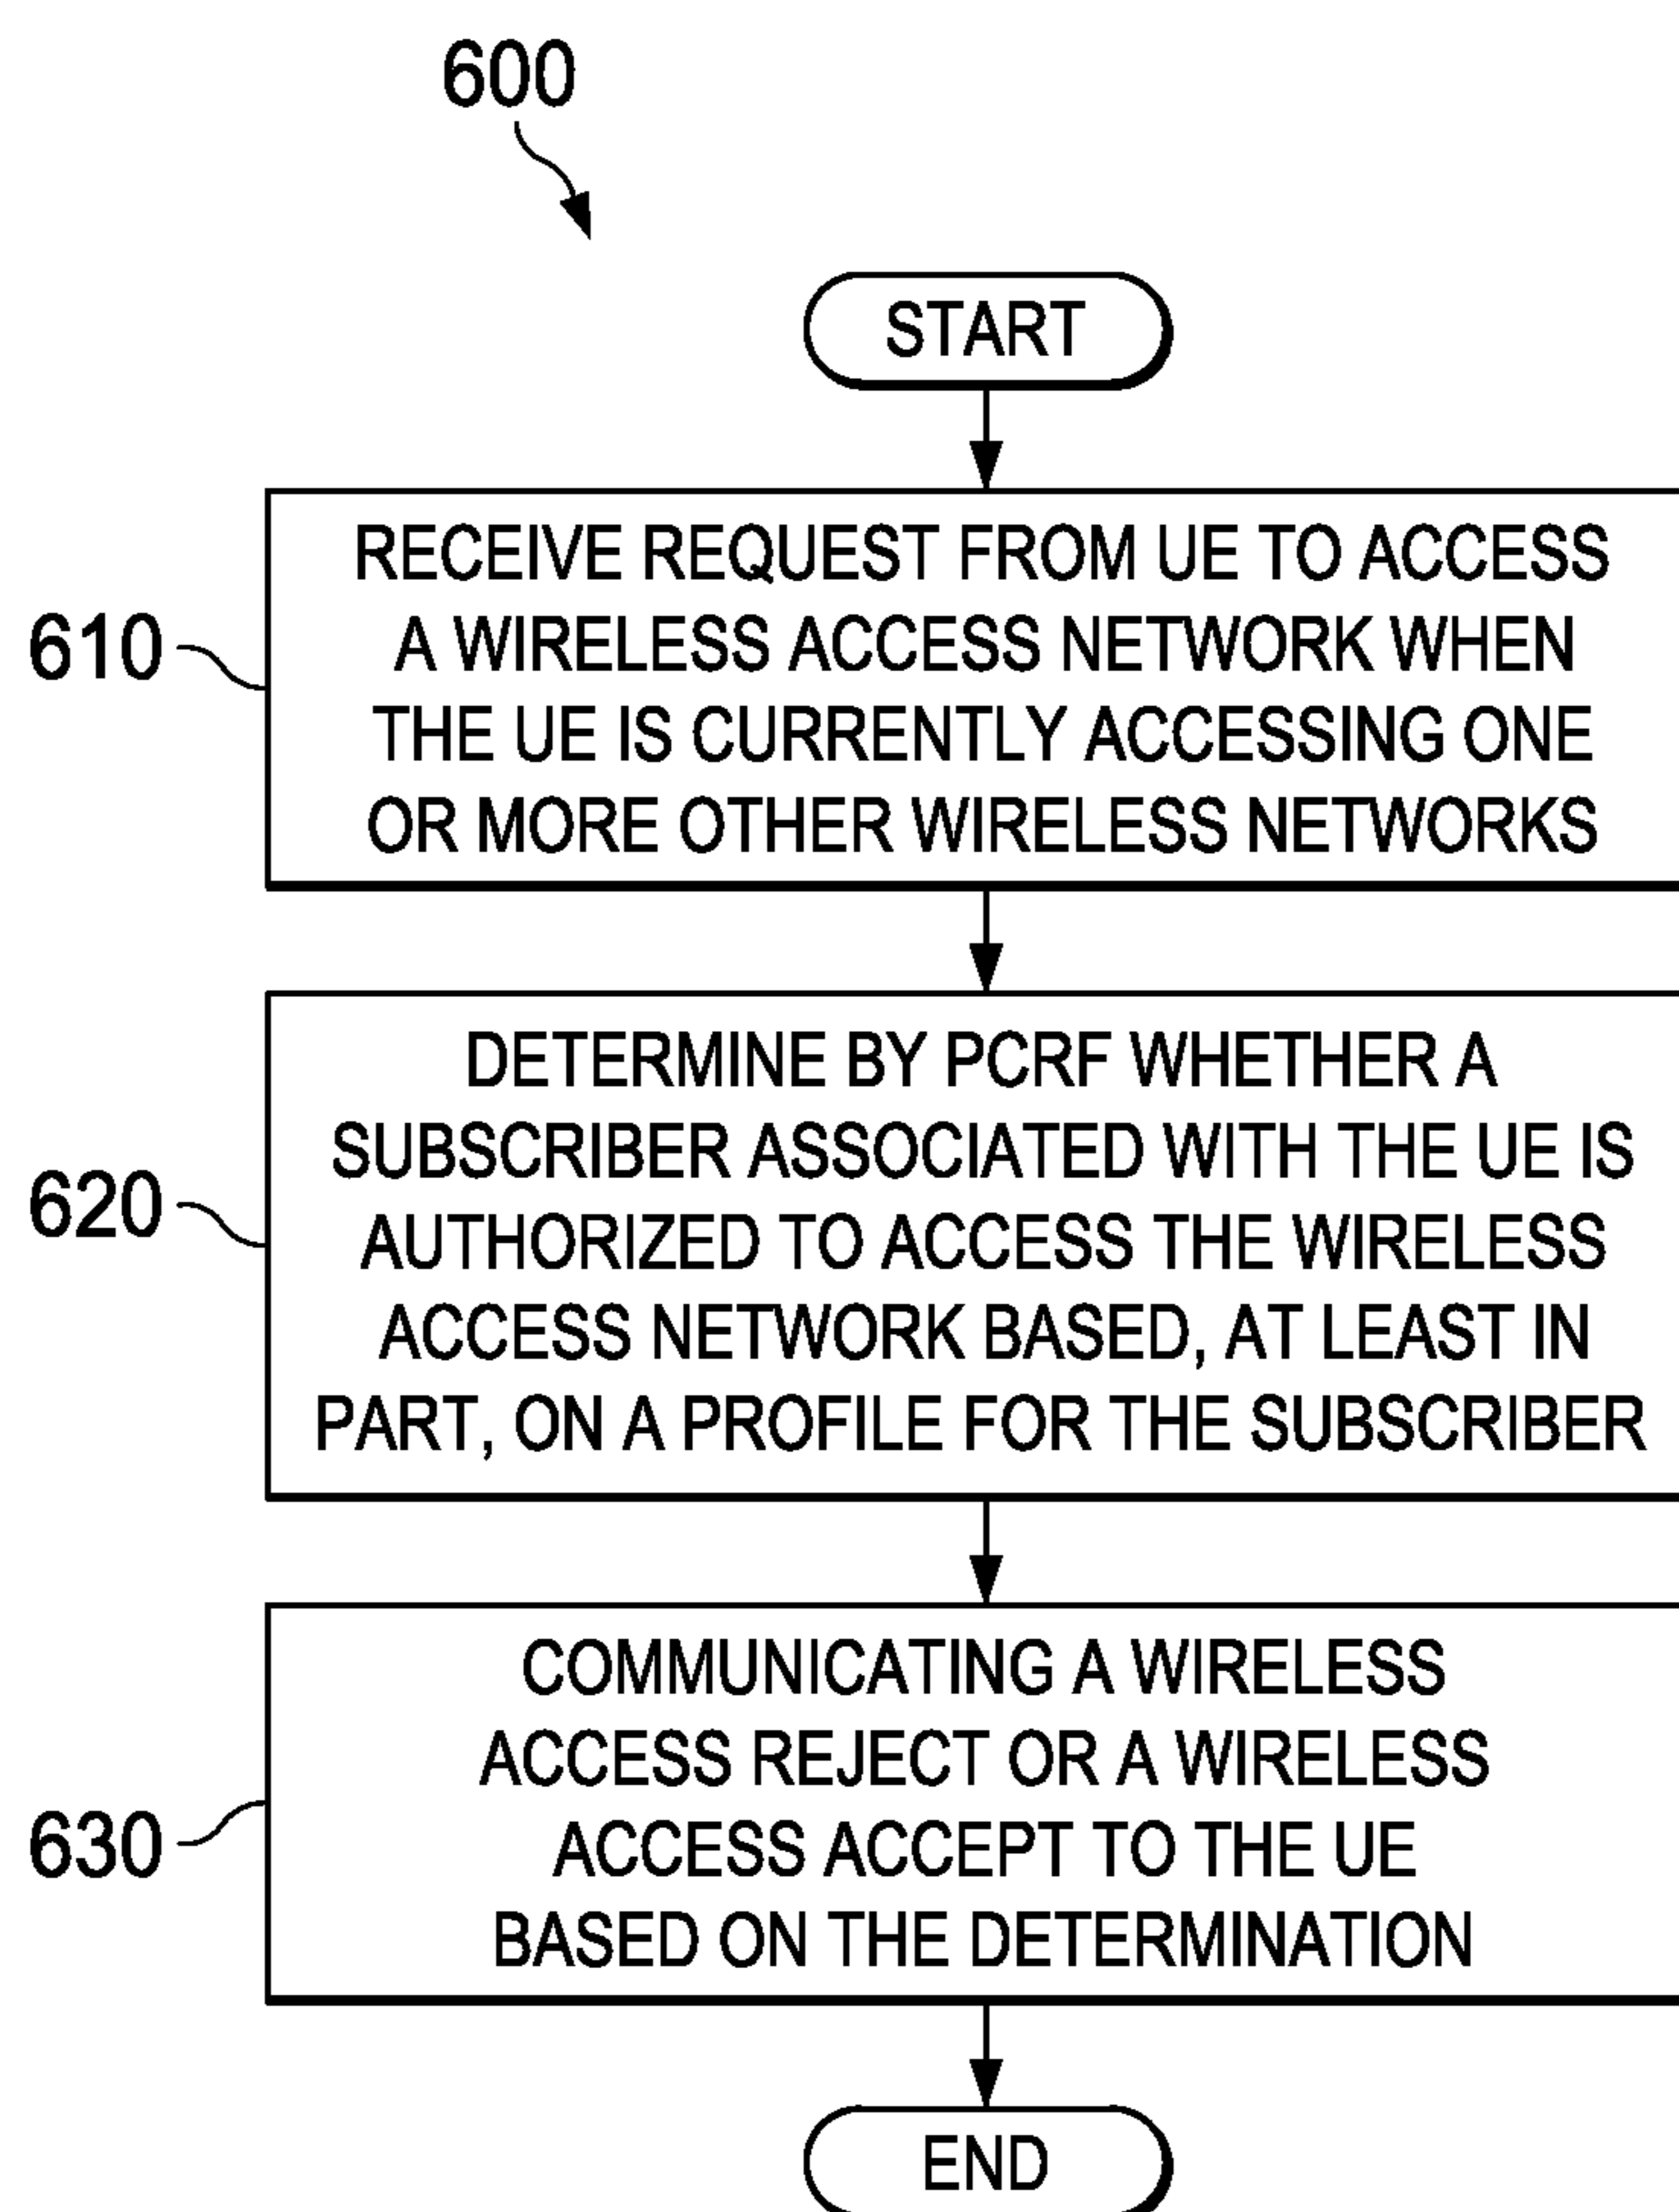 600
START
610
RECEIVE REQUEST FROM UE TO ACCESS
A WIRELESS ACCESS NETWORK WHEN
THE UE IS CURRENTLY ACCESSING ONE
OR MORE OTHER WIRELESS NETWORKS
620
DETERMINE BY PCRF WHETHER A
SUBSCRIBER ASSOCIATED WITH THE UE IS
AUTHORIZED TO ACCESS THE WIRELESS
ACCESS NETWORK BASED, AT LEAST IN
PART, ON A PROFILE FOR THE SUBSCRIBER
630
COMMUNICATING A WIRELESS
ACCESS REJECT OR A WIRELESS
ACCESS ACCEPT TO THE UE
BASED ON THE DETERMINATION
END